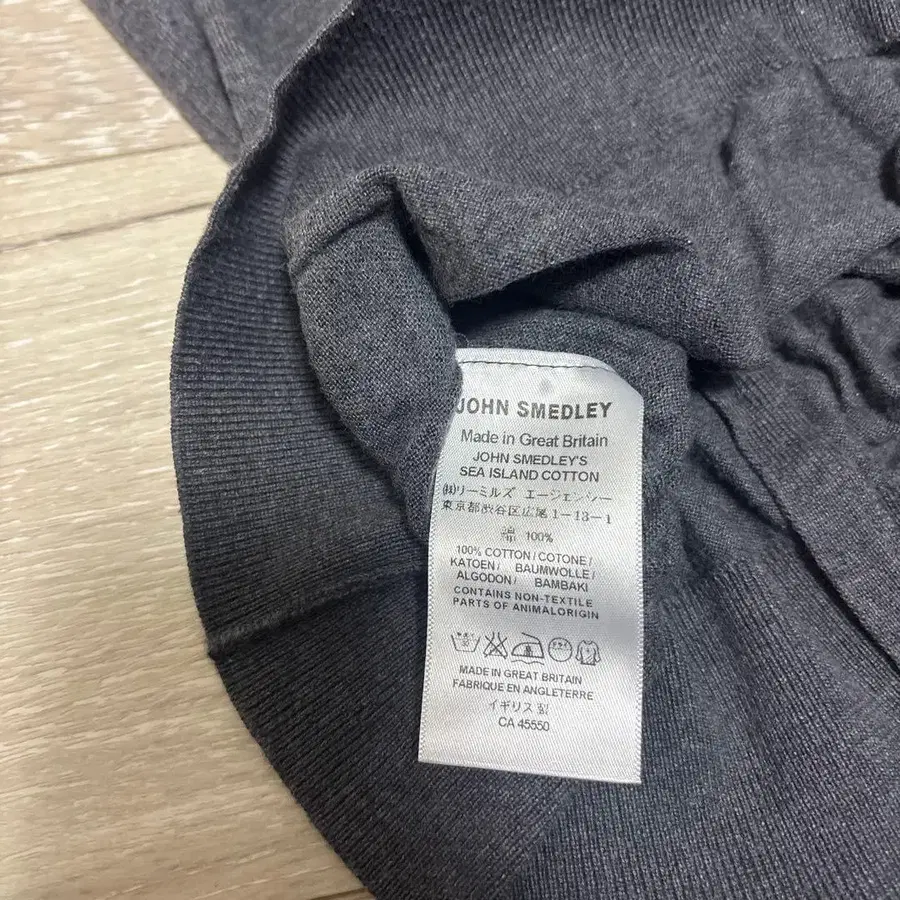 JOHN SMEDLEY
Made in Great Britain
JOHN SMEDLEY'S
SEA ISLAND COTTON
㈱リーミルズ エージェンシー
東京都渋谷区広尾1-13-1
綿 100%
100% COTTON / COTONE /
KATOEN / BAUMWOLLE /
ALGODON / BAMBAKI
CONTAINS NON-TEXTILE
PARTS OF ANIMALORIGIN
MADE IN GREAT BRITAIN
FABRIQUE EN ANGLETERRE
イギリス製
CA 45550